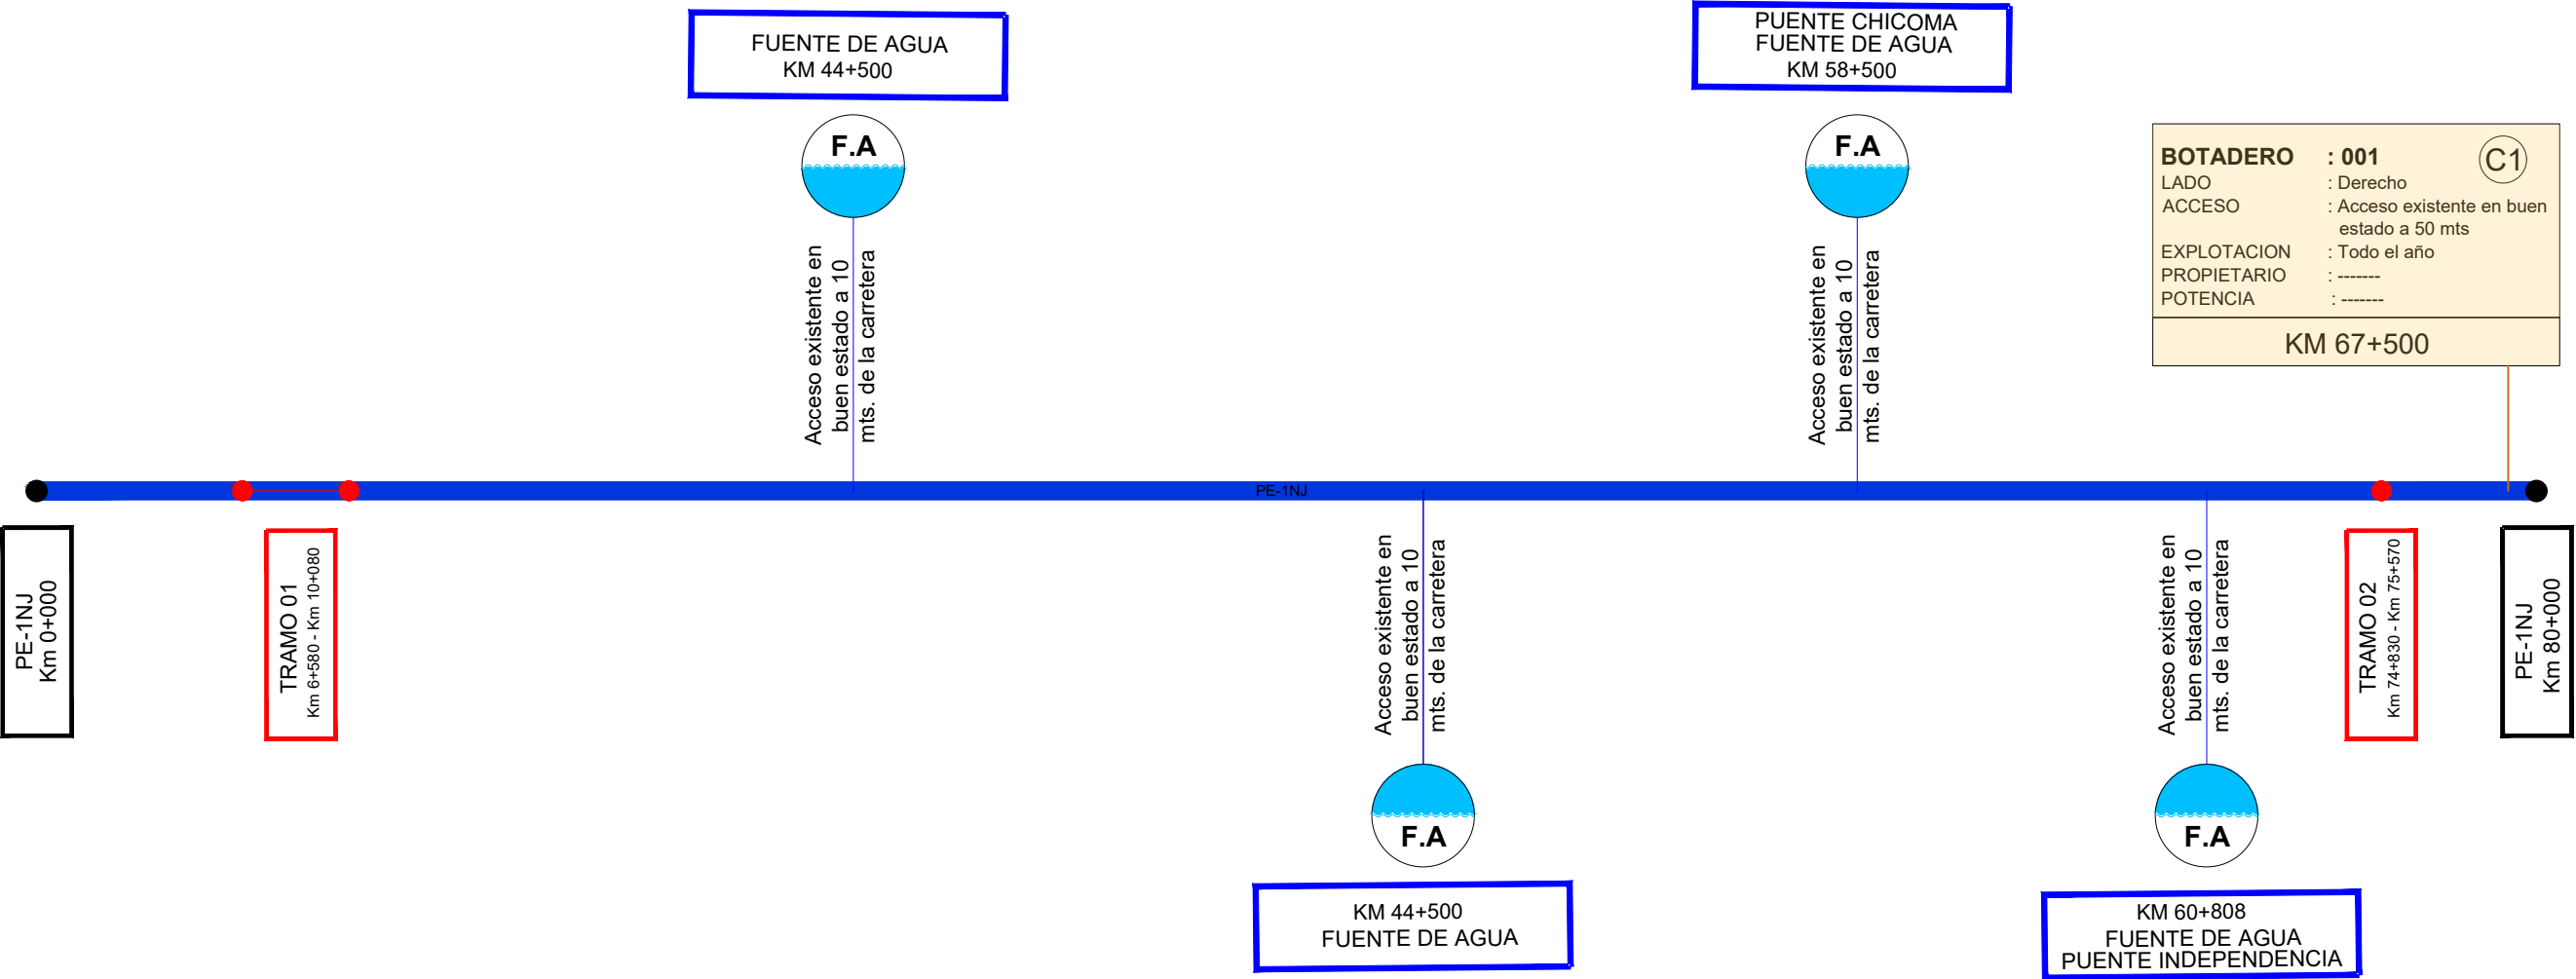 FUENTE DE AGUA
KM 44+500
PUENTE CHICOMA
FUENTE DE AGUA
KM 58+500
F.A
F.A
BOTADERO : 001 C1
LADO : Derecho
ACCESO : Acceso existente en buen
estado a 50 mts
EXPLOTACION : Todo el año
PROPIETARIO : -------
POTENCIA : -------
KM 67+500
Acceso existente en
buen estado a 10
mts. de la carretera
Acceso existente en
buen estado a 10
mts. de la carretera
PE-1NJ
PE-1NJ
Km 0+000
TRAMO 01
Km 6+580 - Km 10+080
Acceso existente en
buen estado a 10
mts. de la carretera
Acceso existente en
buen estado a 10
mts. de la carretera
TRAMO 02
Km 74+830 - Km 75+570
PE-1NJ
Km 80+000
F.A
F.A
KM 44+500
FUENTE DE AGUA
KM 60+808
FUENTE DE AGUA
PUENTE INDEPENDENCIA